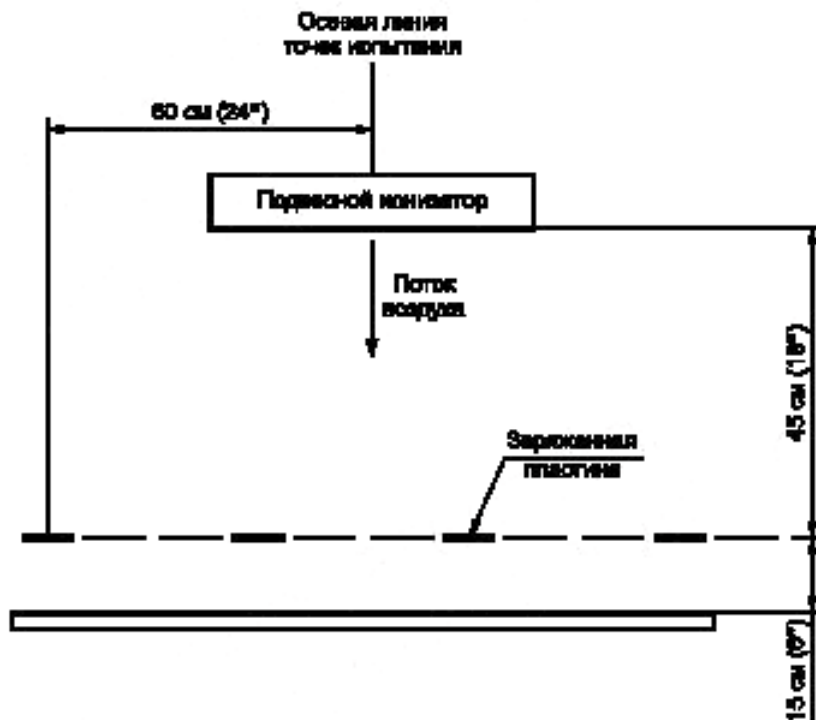 Осевая линия
точек испытания
60 см (24")
Подвесной ионизатор
Поток
воздуха
45 см (18")
Заряженная
пластина
15 см (6")